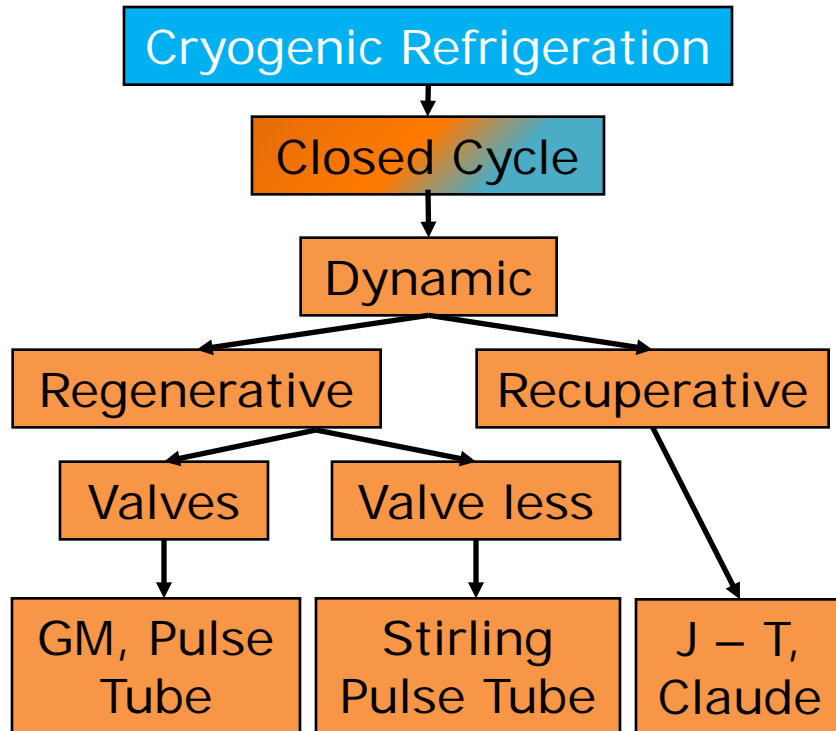 Cryogenic Refrigeration
Closed Cycle
Dynamic
Regenerative
Recuperative
Valves
Valve less
GM, Pulse
Tube
Stirling
Pulse Tube
J – T,
Claude